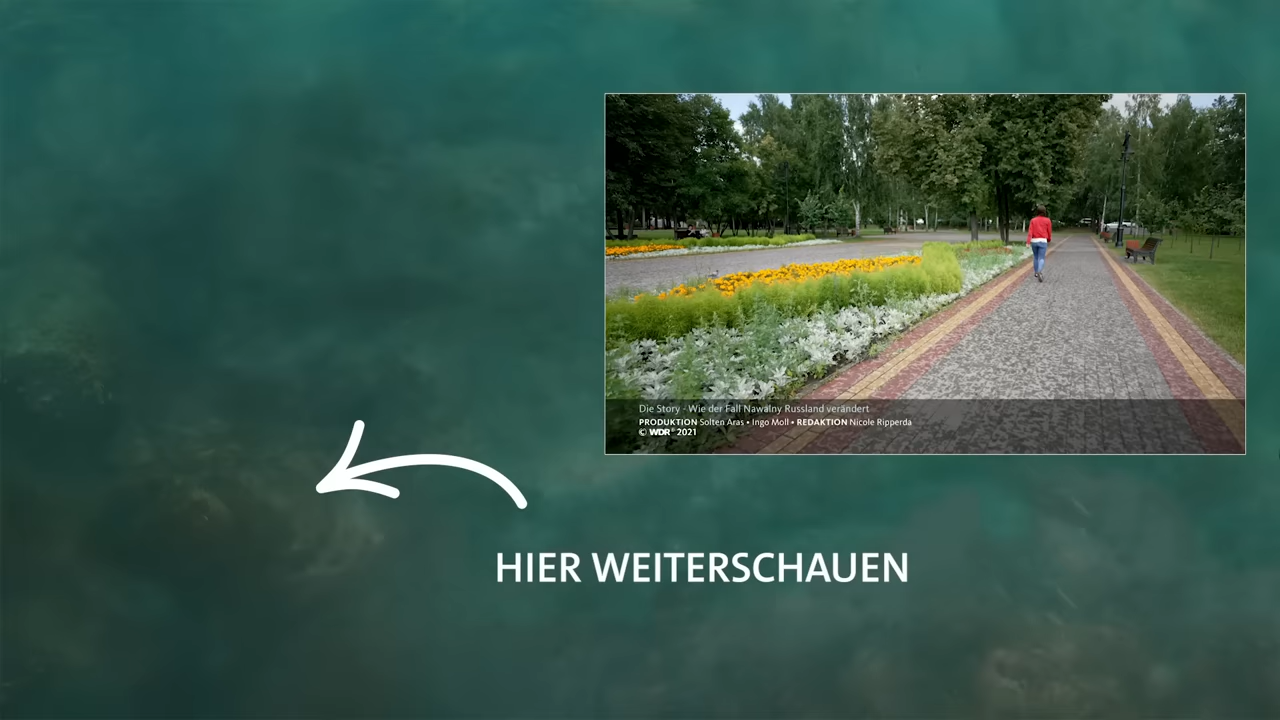 Die Story - Wie der Fall Nawalny Russland verändert
PRODUKTION Solten Aras • Ingo Moll • REDAKTION Nicole Ripperda
© WDR® 2021
HIER WEITERSCHAUEN